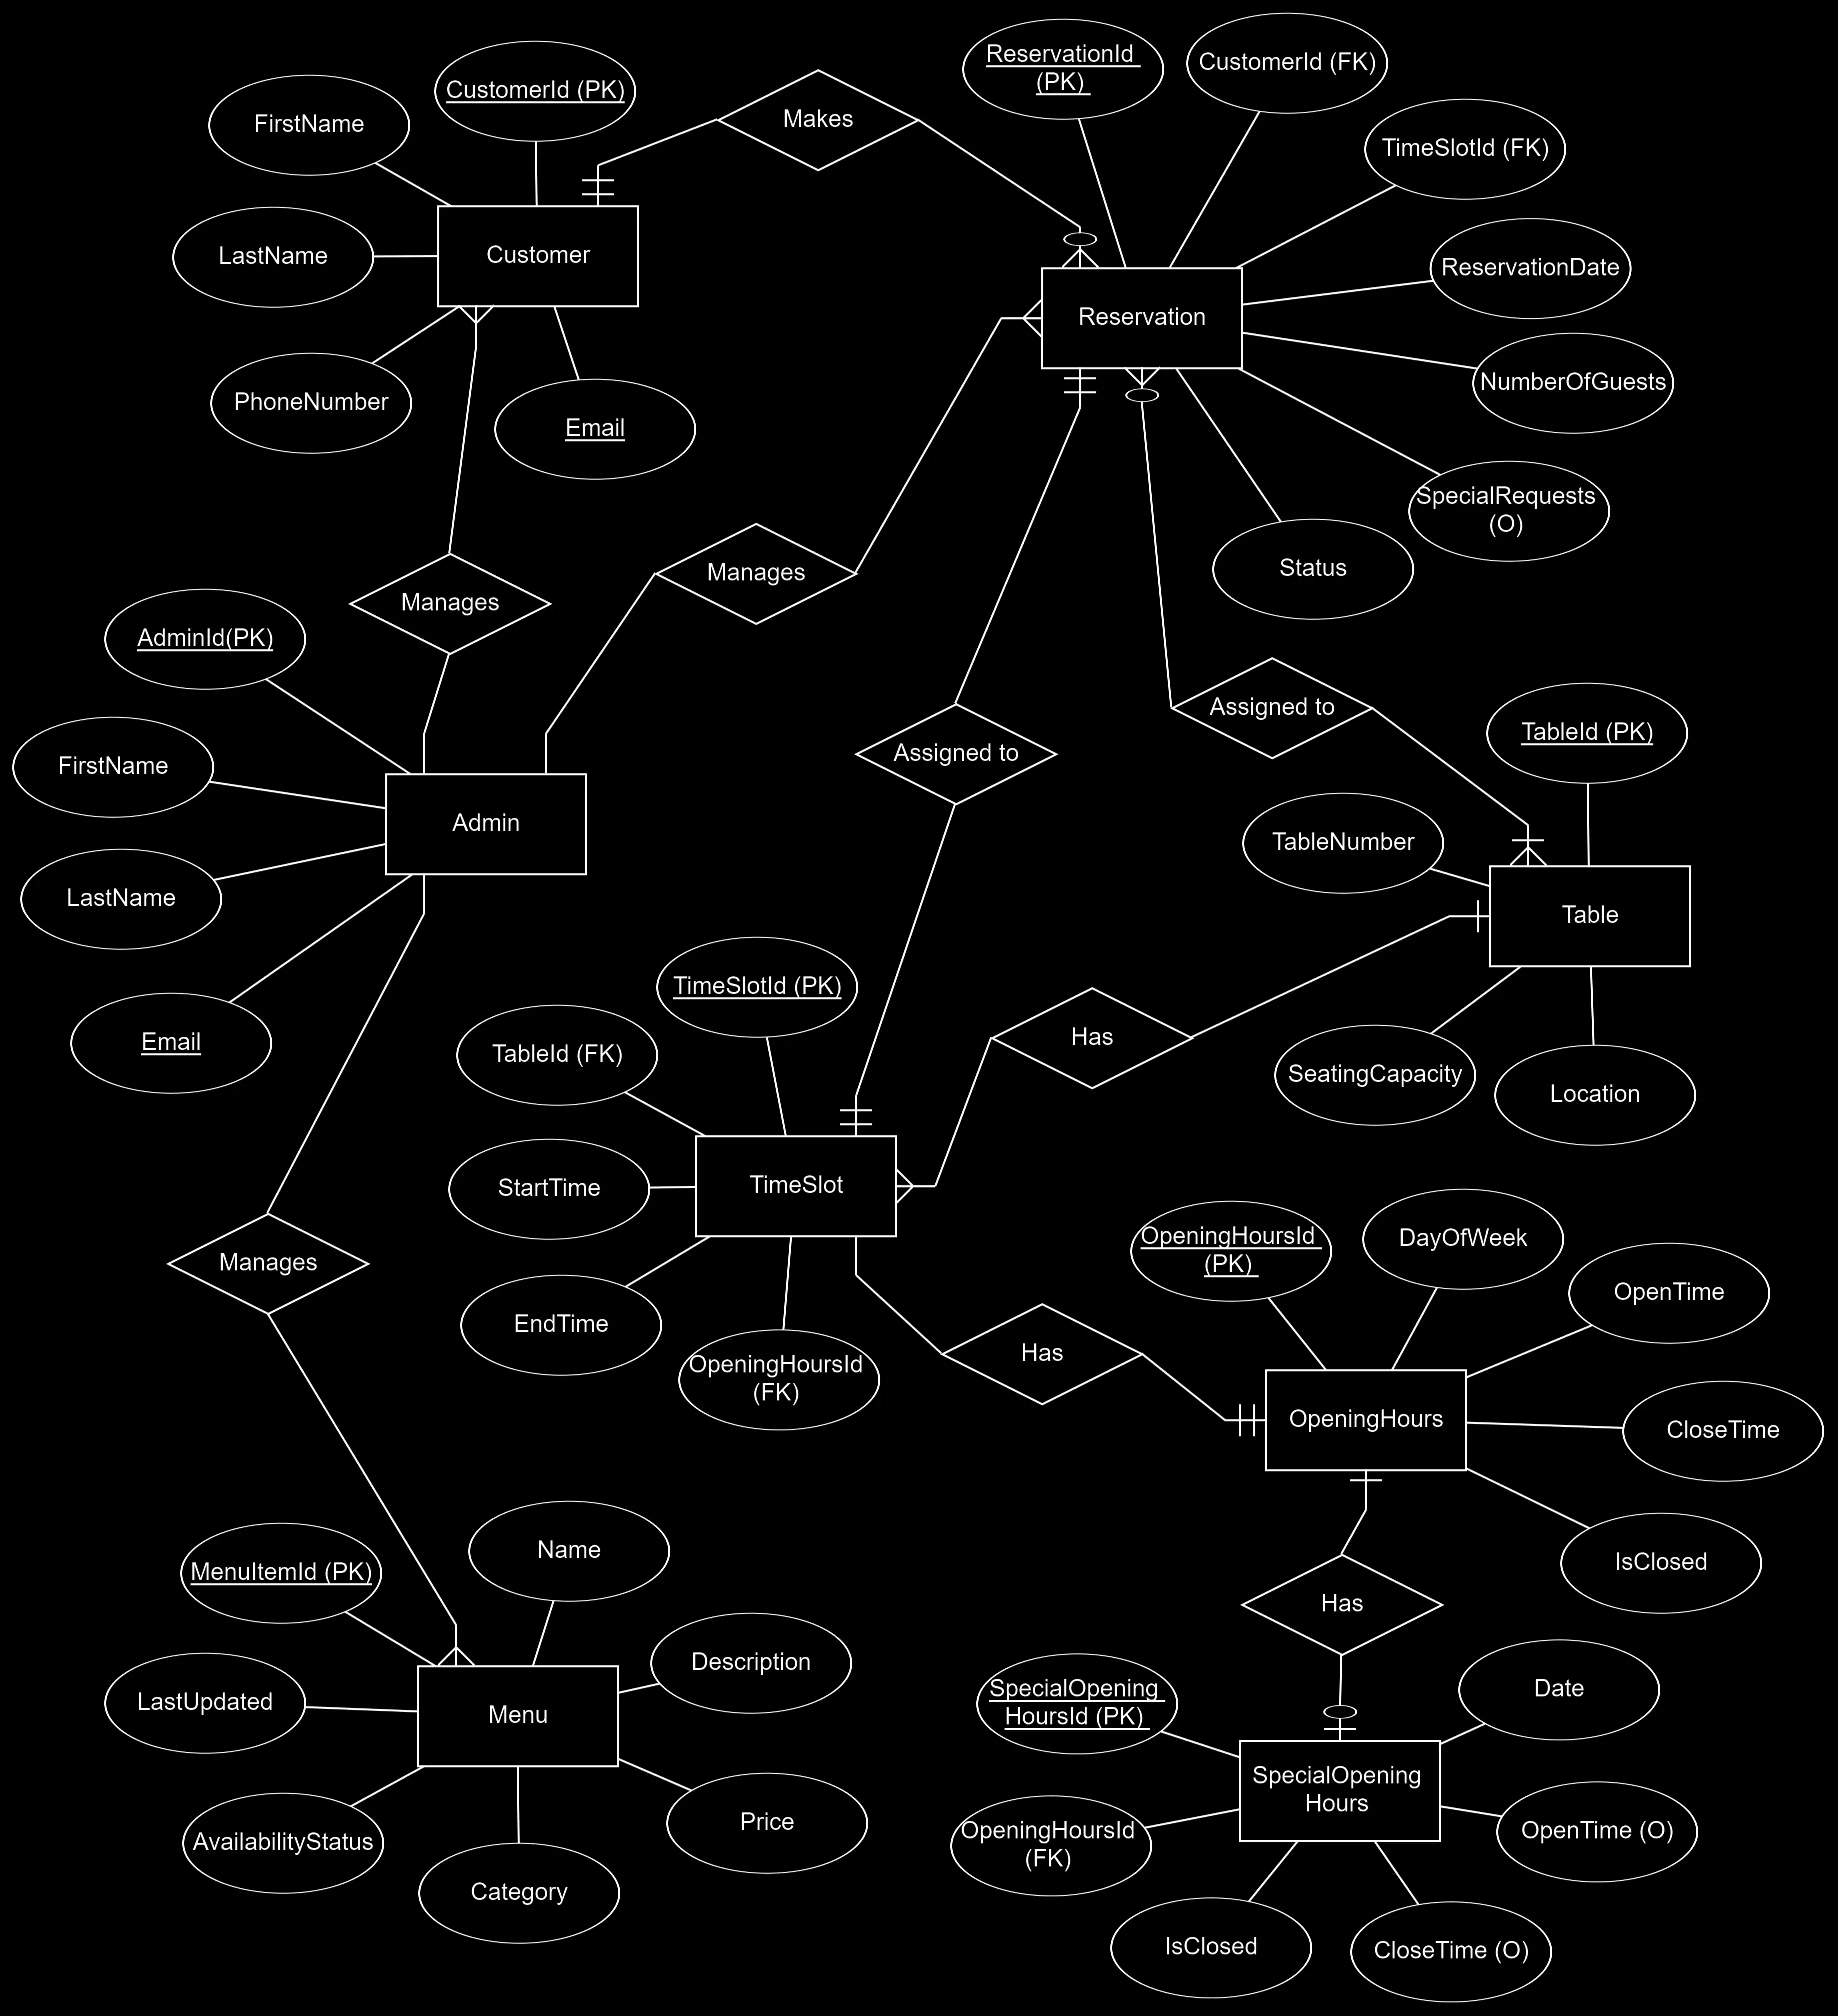 ReservationId
(PK)
CustomerId (FK)
CustomerId (PK)
FirstName
Makes
TimeSlotId (FK)
LastName
Customer
ReservationDate
Reservation
PhoneNumber
Email
NumberOfGuests
SpecialRequests
(O)
Status
Manages
Manages
AdminId(PK)
Assigned to
TableId (PK)
Assigned to
FirstName
Admin
TableNumber
LastName
Table
TimeSlotId (PK)
Email
TableId (FK)
Has
SeatingCapacity
Location
StartTime
TimeSlot
OpeningHoursId
(PK)
DayOfWeek
Manages
OpenTime
EndTime
OpeningHoursId
(FK)
Has
OpeningHours
CloseTime
Name
MenuItemId (PK)
IsClosed
Has
Description
LastUpdated
Menu
SpecialOpening
HoursId (PK)
Date
SpecialOpening
Hours
Price
AvailabilityStatus
OpeningHoursId
(FK)
OpenTime (O)
Category
IsClosed
CloseTime (O)